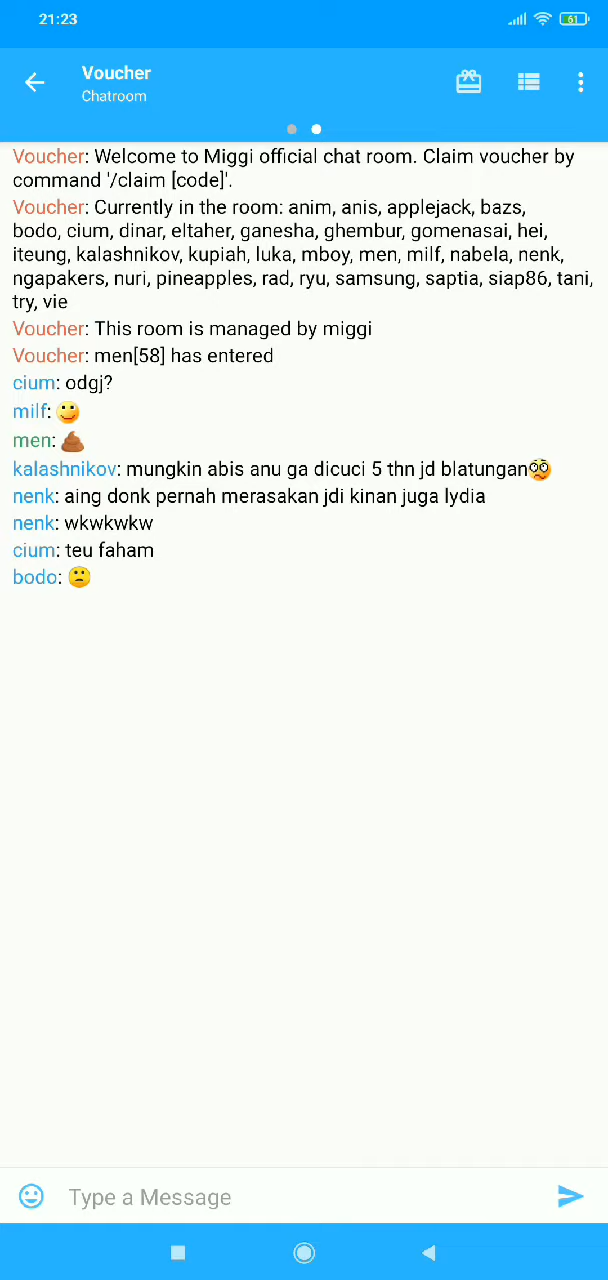 21:23
61
Voucher
Chatroom
Voucher: Welcome to Miggi official chat room. Claim voucher by
command '/claim [code]'.
Voucher: Currently in the room: anim, anis, applejack, bazs,
bodo, cium, dinar, eltaher, ganesha, ghembur, gomenasai, hei,
iteung, kalashnikov, kupiah, luka, mboy, men, milf, nabela, nenk,
ngapakers, nuri, pineapples, rad, ryu, samsung, saptia, siap86, tani,
try, vie
Voucher: This room is managed by miggi
Voucher: men[58] has entered
cium: odgj?
milf:
men:
kalashnikov: mungkin abis anu ga dicuci 5 thn jd blatungan
nenk: aing donk pernah merasakan jdi kinan juga lydia
nenk: wkwkwkw
cium: teu faham
bodo:
Type a Message